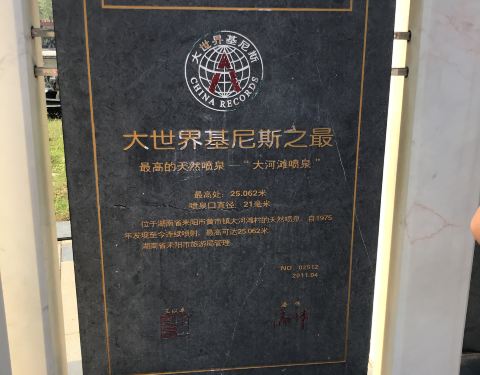 大世界基尼斯
CHINA RECORDS
大世界基尼斯之最
最高的天然喷泉——“大河滩喷泉”
最高处：25.062米
喷泉口直径：21毫米
位于湖南省耒阳市黄市镇大河滩村的天然喷泉，自1975
年发现至今连续喷射，最高可达25.062米
湖南省耒阳市旅游局管理
NO. 02512
2011.04